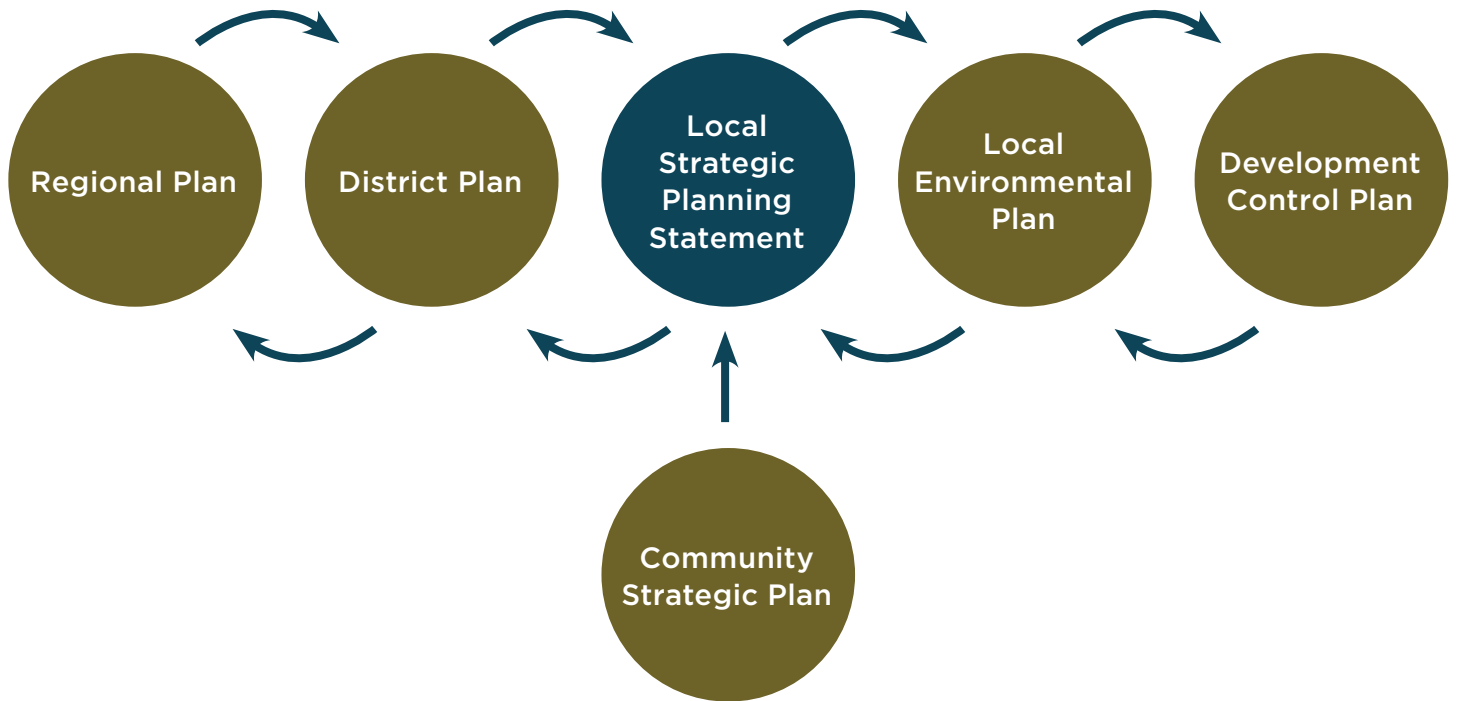 Regional Plan
District Plan
Local
Strategic
Planning
Statement
Local
Environmental
Plan
Development
Control Plan
Community
Strategic Plan